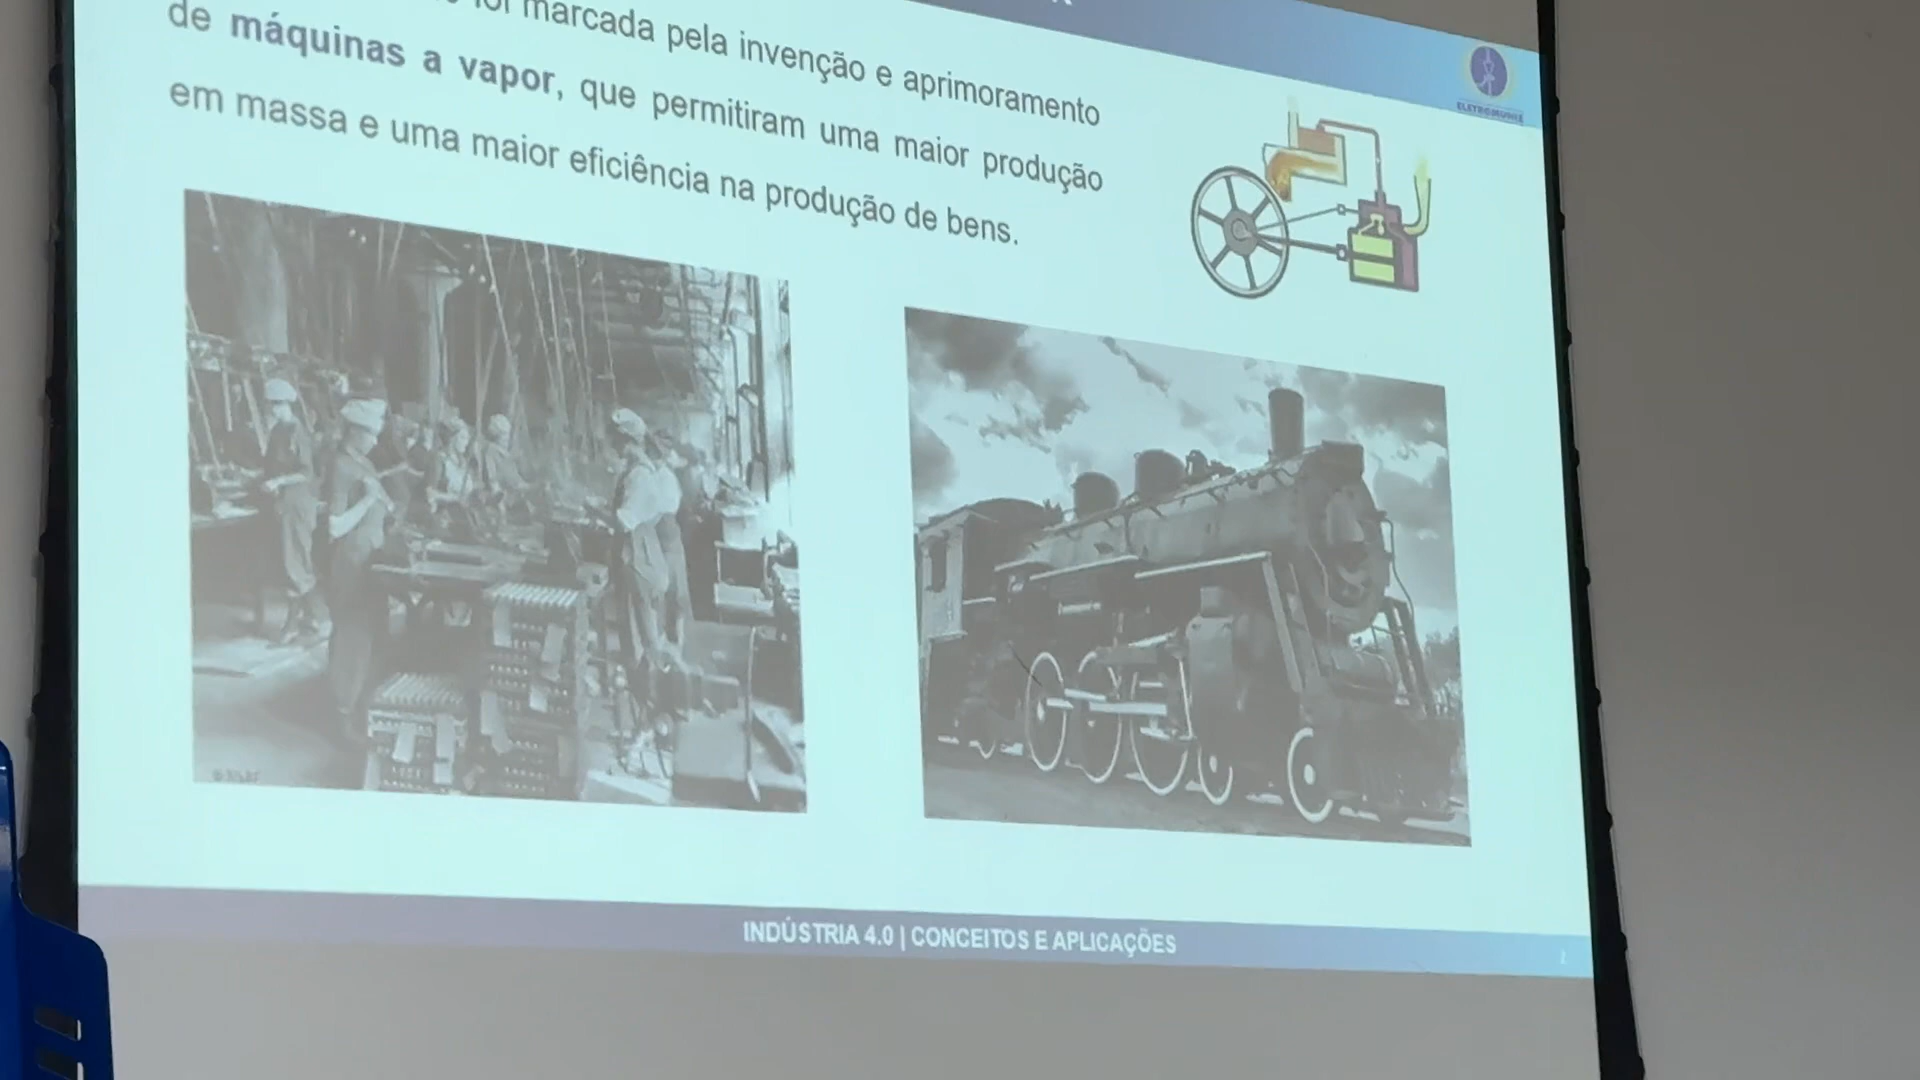 foi marcada pela invenção e aprimoramento
de máquinas a vapor, que permitiram uma maior produção
em massa e uma maior eficiência na produção de bens.
INDÚSTRIA 4.0 | CONCEITOS E APLICAÇÕES